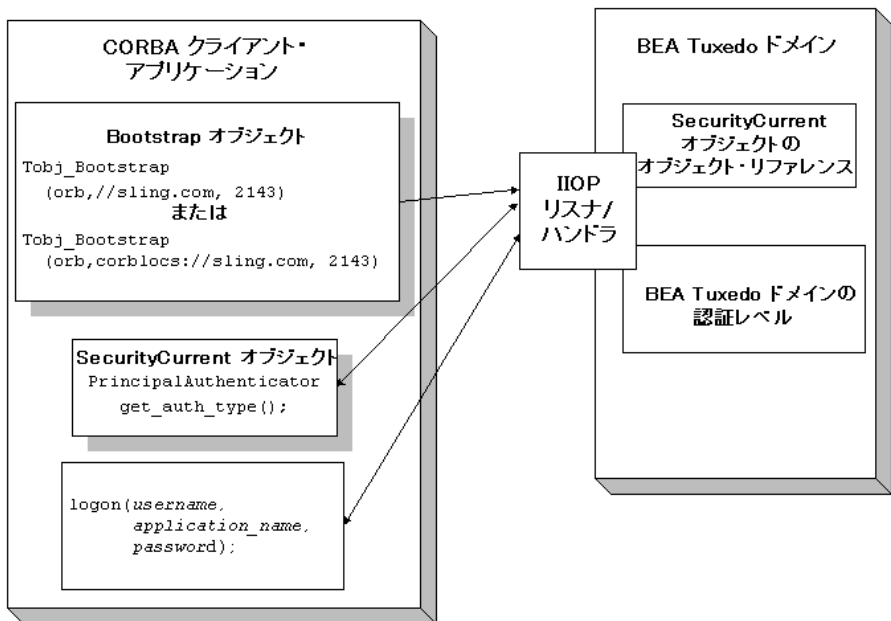 CORBA クライアント・
アプリケーション
Bootstrap オブジェクト
Tobj_Bootstrap
(orb,//sling.com, 2143)
または
Tobj_Bootstrap
(orb,corblocs://sling.com, 2143)
SecurityCurrent オブジェクト
PrincipalAuthenticator
get_auth_type();
logon(username,
application_name,
password);
IIOP
リスナ/
ハンドラ
BEA Tuxedo ドメイン
SecurityCurrent
オブジェクトの
オブジェクト・リファレンス
BEA Tuxedo ドメインの
認証レベル